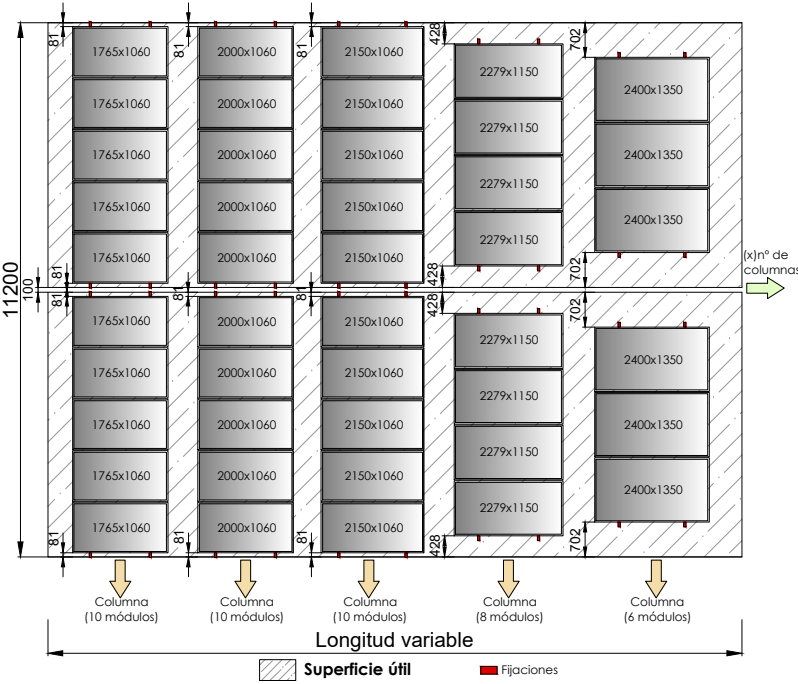 81
81
81
428
702
1765x1060
2000x1060
2150x1060
2279x1150
2400x1350
1765x1060
2000x1060
2150x1060
2279x1150
2400x1350
1765x1060
2000x1060
2150x1060
2279x1150
2400x1350
1765x1060
2000x1060
2150x1060
2279x1150
1765x1060
2000x1060
2150x1060
81
428
702
(x)nº de
columnas
11200
100
81
81
81
428
702
1765x1060
2000x1060
2150x1060
2279x1150
2400x1350
1765x1060
2000x1060
2150x1060
2279x1150
2400x1350
1765x1060
2000x1060
2150x1060
2279x1150
2400x1350
1765x1060
2000x1060
2150x1060
2279x1150
1765x1060
2000x1060
2150x1060
81
81
81
428
702
Columna
(10 módulos)
Columna
(10 módulos)
Columna
(10 módulos)
Columna
(8 módulos)
Columna
(6 módulos)
Longitud variable
Superficie útil
Fijaciones